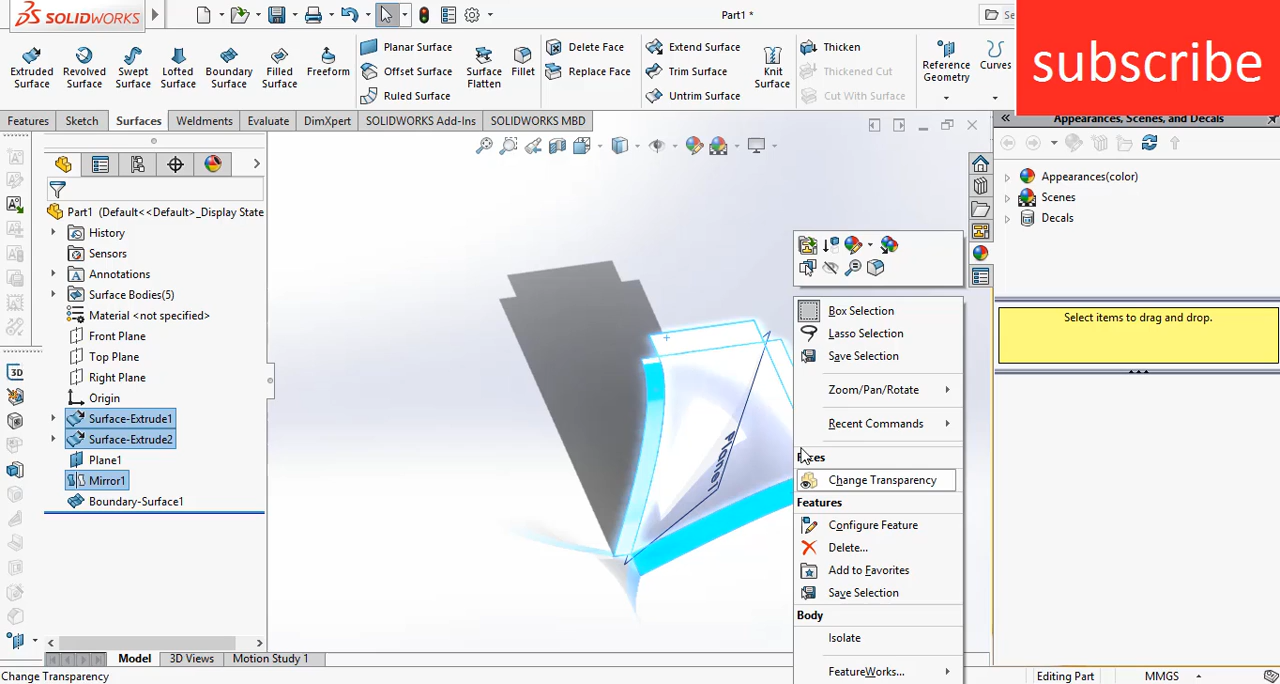 SOLIDWORKS
Part1 *
Se
subscribe
Extruded Surface
Revolved Surface
Swept Surface
Lofted Surface
Boundary Surface
Filled Surface
Freeform
Planar Surface
Offset Surface
Ruled Surface
Surface Flatten
Fillet
Delete Face
Replace Face
Extend Surface
Trim Surface
Untrim Surface
Knit Surface
Thicken
Thickened Cut
Cut With Surface
Reference Geometry
Curves
Features
Sketch
Surfaces
Weldments
Evaluate
DimXpert
SOLIDWORKS Add-Ins
SOLIDWORKS MBD
Part1 (Default<<Default>_Display State
History
Sensors
Annotations
Surface Bodies(5)
Material <not specified>
Front Plane
Top Plane
Right Plane
Origin
Surface-Extrude1
Surface-Extrude2
Plane1
Mirror1
Boundary-Surface1
Plane1
Box Selection
Lasso Selection
Save Selection
Zoom/Pan/Rotate
Recent Commands
Change Transparency
Features
Configure Feature
Delete...
Add to Favorites
Save Selection
Body
Isolate
FeatureWorks...
Appearances, Scenes, and Decals
Appearances(color)
Scenes
Decals
Select items to drag and drop.
3D
Model
3D Views
Motion Study 1
Change Transparency
Editing Part
MMGS